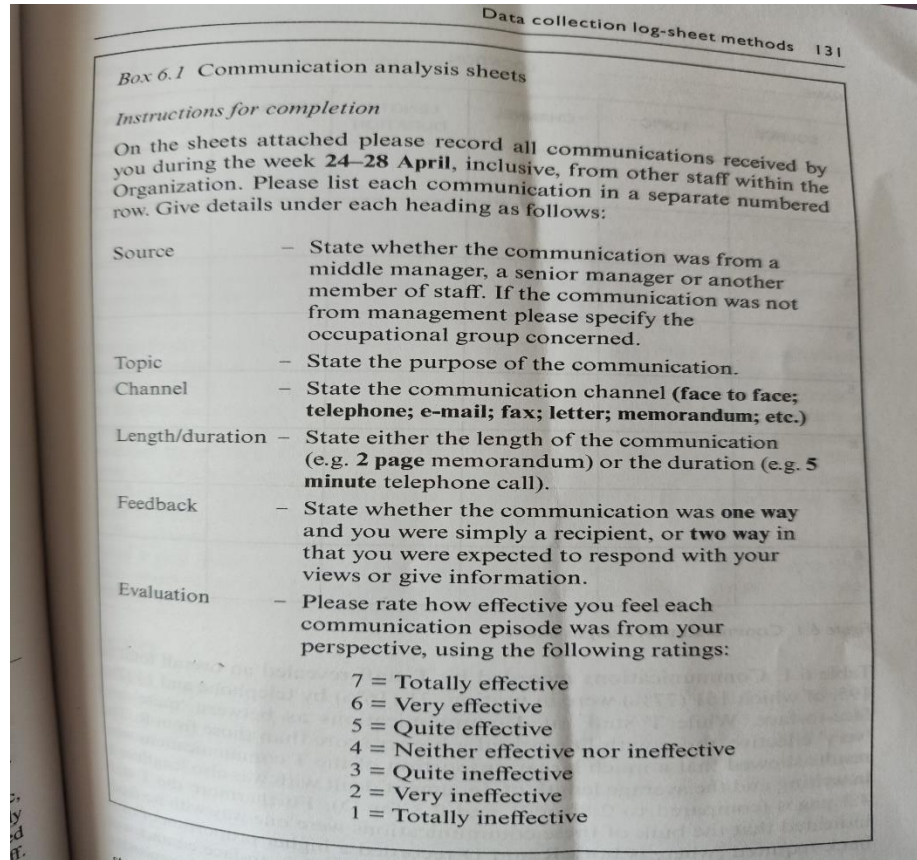 Data collection log-sheet methods 131
Box 6.1 Communication analysis sheets
Instructions for completion
On the sheets attached please record all communications received by
you during the week 24–28 April, inclusive, from other staff within the
Organization. Please list each communication in a separate numbered
row. Give details under each heading as follows:
Source – State whether the communication was from a
middle manager, a senior manager or another
member of staff. If the communication was not
from management please specify the
occupational group concerned.
Topic – State the purpose of the communication.
Channel – State the communication channel (face to face;
telephone; e-mail; fax; letter; memorandum; etc.)
Length/duration – State either the length of the communication
(e.g. 2 page memorandum) or the duration (e.g. 5
minute telephone call).
Feedback – State whether the communication was one way
and you were simply a recipient, or two way in
that you were expected to respond with your
views or give information.
Evaluation – Please rate how effective you feel each
communication episode was from your
perspective, using the following ratings:
7 = Totally effective
6 = Very effective
5 = Quite effective
4 = Neither effective nor ineffective
3 = Quite ineffective
2 = Very ineffective
1 = Totally ineffective